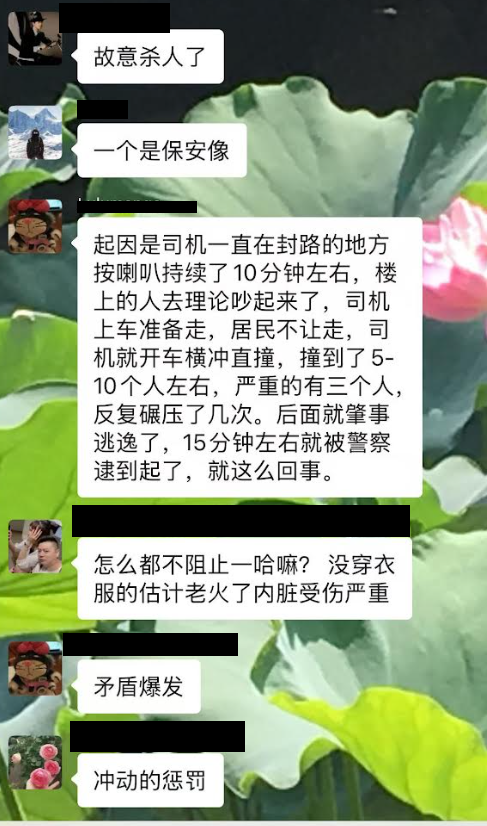 故意杀人了
一个是保安像
起因是司机一直在封路的地方
按喇叭持续了10分钟左右，楼
上的人去理论吵起来了，司机
上车准备走，居民不让走，司
机就开车横冲直撞，撞到了5-
10个人左右，严重的有三个人，
反复碾压了几次。后面就肇事
逃逸了，15分钟左右就被警察
逮到起了，就这么回事。
怎么都不阻止一哈嘛？ 没穿衣
服的估计老火了内脏受伤严重
矛盾爆发
冲动的惩罚